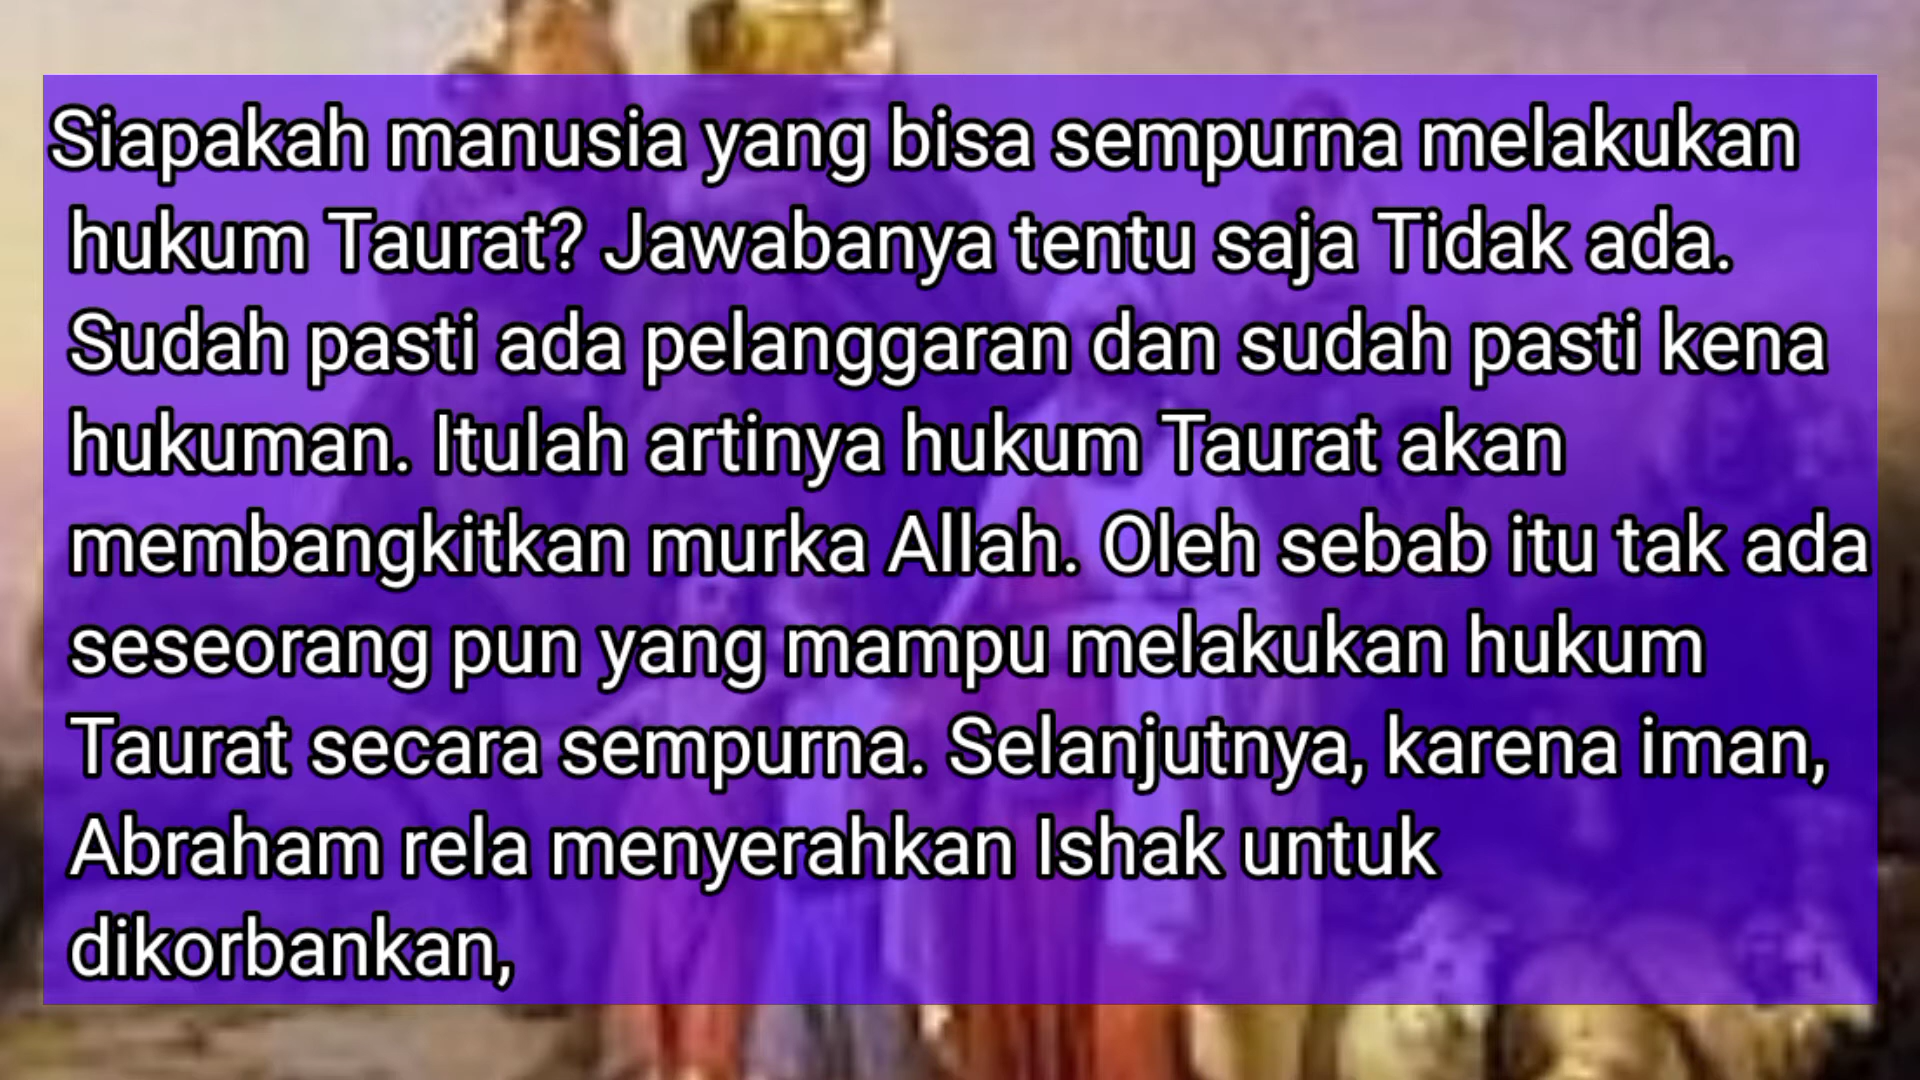 Siapakah manusia yang bisa sempurna melakukan
hukum Taurat? Jawabanya tentu saja Tidak ada.
Sudah pasti ada pelanggaran dan sudah pasti kena
hukuman. Itulah artinya hukum Taurat akan
membangkitkan murka Allah. Oleh sebab itu tak ada
seseorang pun yang mampu melakukan hukum
Taurat secara sempurna. Selanjutnya, karena iman,
Abraham rela menyerahkan Ishak untuk
dikorbankan,